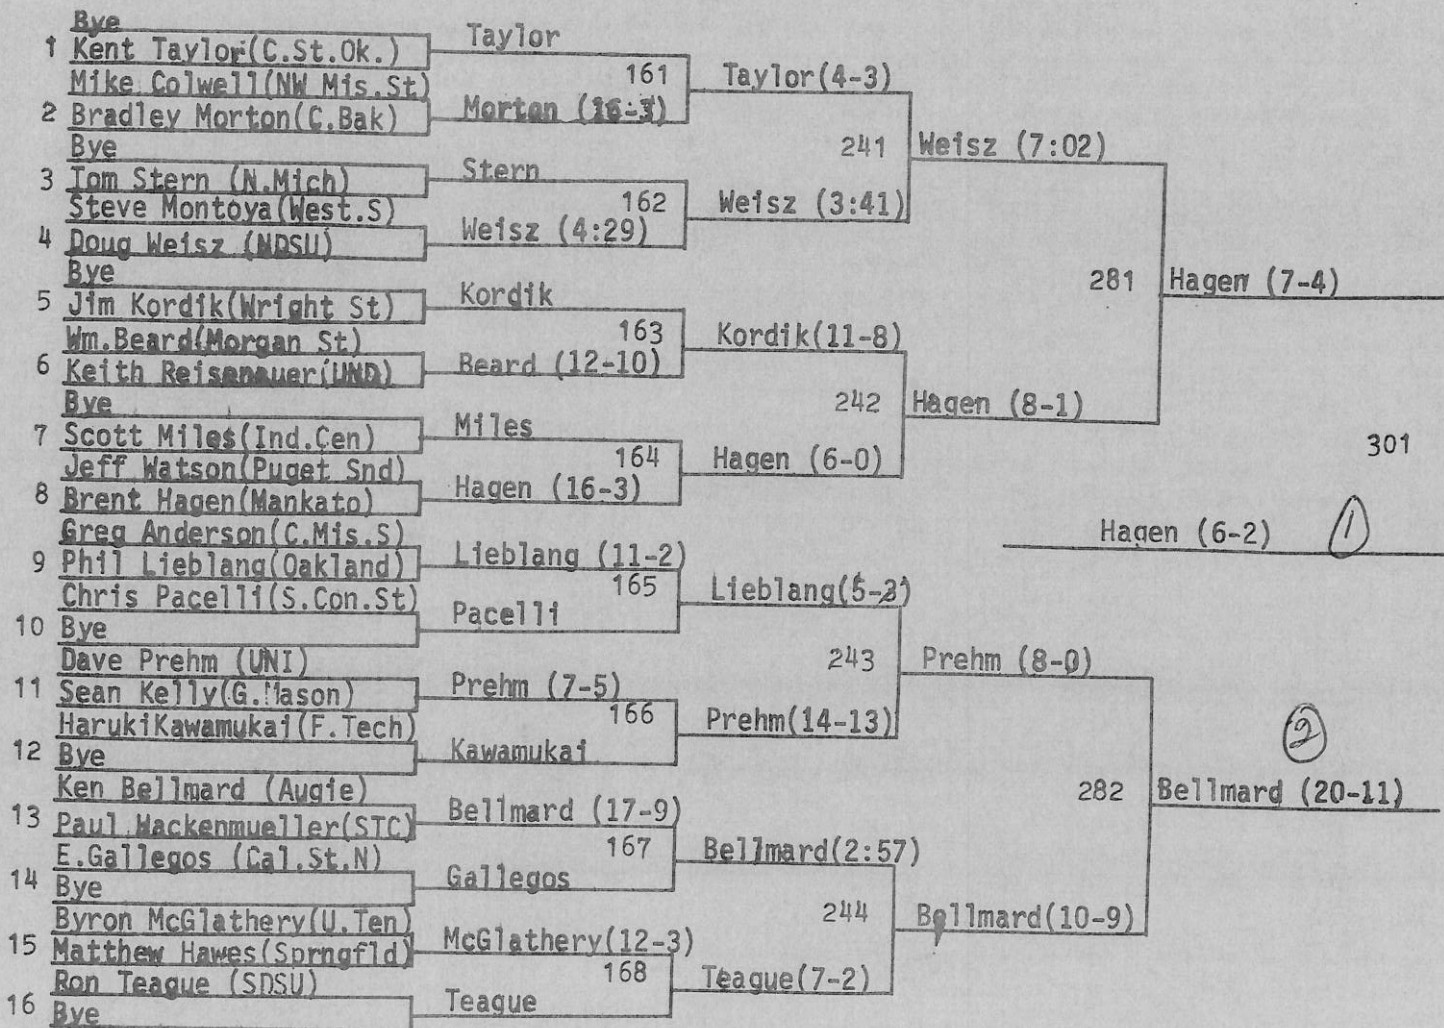 Bye
1 Kent Taylor(C.St.Ok.)
Taylor
Mike Colwell(NW Mis.St)
161
Taylor(4-3)
2 Bradley Morton(C.Bak)
Morton (16-3)
Bye
241
Weisz (7:02)
3 Tom Stern (N.Mich)
Stern
Steve Montoya(West.S)
162
Weisz (3:41)
4 Doug Weisz (NDSU)
Weisz (4:29)
Bye
281
Hagen (7-4)
5 Jim Kordik(Wright St)
Kordik
Wm.Beard(Morgan St)
163
Kordik(11-8)
6 Keith Reisenauer(UND)
Beard (12-10)
Bye
242
Hagen (8-1)
7 Scott Miles(Ind.Cen)
Miles
301
Jeff Watson(Puget Snd)
164
Hagen (6-0)
8 Brent Hagen(Mankato)
Hagen (16-3)
Greg Anderson(C.Mis.S)
Hagen (6-2) 1
9 Phil Lieblang(Oakland)
Lieblang (11-2)
Chris Pacelli(S.Con.St)
165
Lieblang(5-3)
10 Bye
Pacelli
Dave Prehm (UNI)
243
Prehm (8-0)
11 Sean Kelly(G.Mason)
Prehm (7-5)
HarukiKawamukai(F.Tech)
166
Prehm(14-13)
12 Bye
Kawamukai
2
Ken Bellmard (Augie)
282
Bellmard (20-11)
13 Paul Wackenmueller(STC)
Bellmard (17-9)
E.Gallegos (Cal.St.N)
167
Bellmard(2:57)
14 Bye
Gallegos
Byron McGlathery(U.Ten)
244
Bellmard(10-9)
15 Matthew Hawes(Sprngfld)
McGlathery(12-3)
Ron Teague (SDSU)
168
Teague(7-2)
16 Bye
Teague